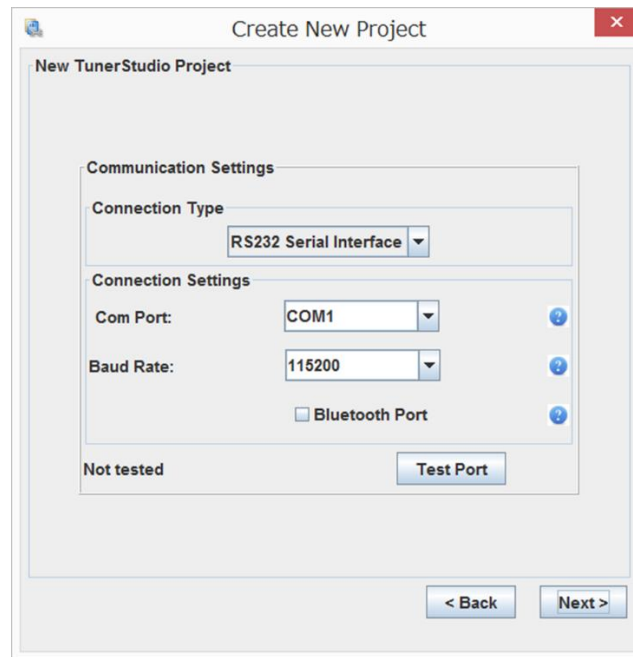 Create New Project
New TunerStudio Project
Communication Settings
Connection Type
RS232 Serial Interface
Connection Settings
Com Port: COM1
Baud Rate: 115200
Bluetooth Port
Not tested Test Port
< Back Next >